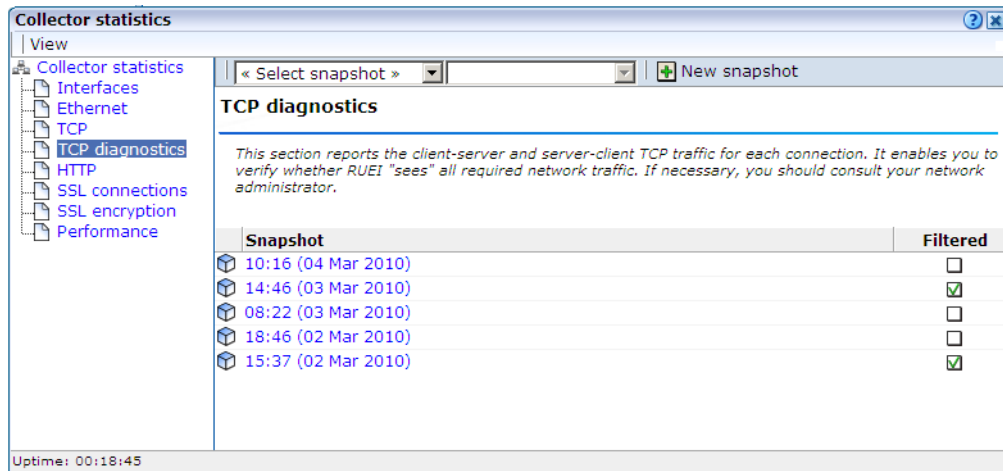 Collector statistics
View
Collector statistics
Interfaces
Ethernet
TCP
TCP diagnostics
HTTP
SSL connections
SSL encryption
Performance
« Select snapshot »
New snapshot
TCP diagnostics
This section reports the client-server and server-client TCP traffic for each connection. It enables you to
verify whether RUEI "sees" all required network traffic. If necessary, you should consult your network
administrator.
Snapshot Filtered
10:16 (04 Mar 2010)
14:46 (03 Mar 2010)
08:22 (03 Mar 2010)
18:46 (02 Mar 2010)
15:37 (02 Mar 2010)
Uptime: 00:18:45